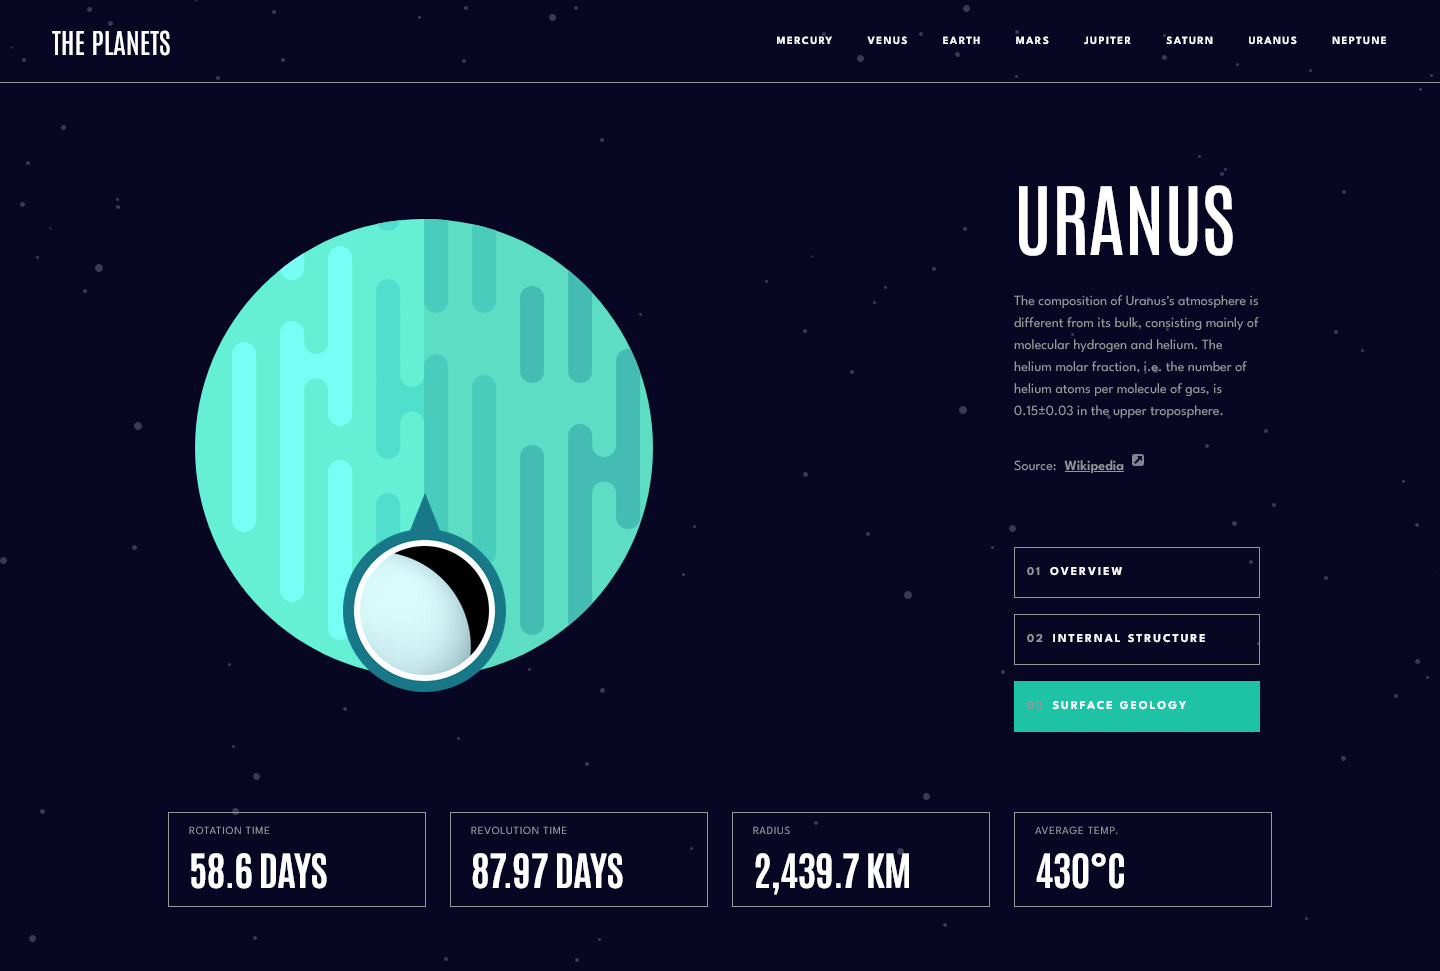 THE PLANETS
MERCURY VENUS EARTH MARS JUPITER SATURN URANUS NEPTUNE
URANUS
The composition of Uranus's atmosphere is
different from its bulk, consisting mainly of
molecular hydrogen and helium. The
helium molar fraction, i.e. the number of
helium atoms per molecule of gas, is
0.15±0.03 in the upper troposphere.
Source: Wikipedia
01 OVERVIEW
02 INTERNAL STRUCTURE
03 SURFACE GEOLOGY
ROTATION TIME
58.6 DAYS
REVOLUTION TIME
87.97 DAYS
RADIUS
2,439.7 KM
AVERAGE TEMP.
430°C